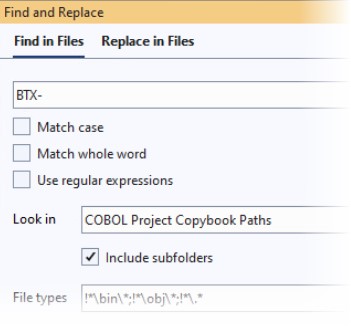 Find and Replace
Find in Files Replace in Files
BTX-
Match case
Match whole word
Use regular expressions
Look in COBOL Project Copybook Paths
Include subfolders
File types !*\bin\*;!*\obj\*;!*\.*